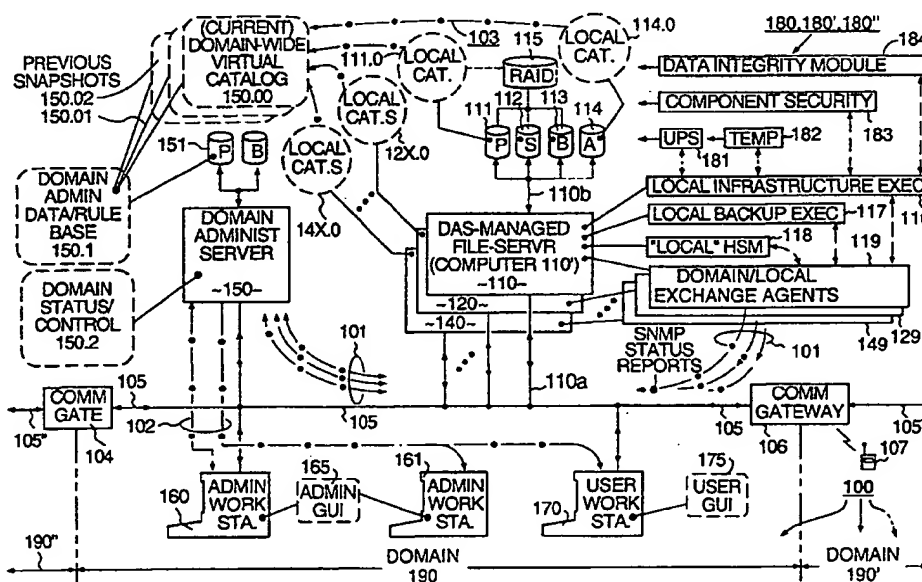 180,180',180"
(CURRENT)
DOMAIN-WIDE
VIRTUAL
CATALOG
150.00
PREVIOUS
SNAPSHOTS
150.02
150.01
103
111.0
LOCAL
CAT.
115
RAID
114.0
LOCAL
CAT.
184
DATA INTEGRITY MODULE
COMPONENT SECURITY
183
UPS
181
TEMP
182
LOCAL
CAT.S
12X.0
LOCAL
CAT.S
14X.0
111
112
113
114
P
S
B
A
151
P
B
110b
DOMAIN
ADMIN
DATA/RULE
BASE
150.1
DOMAIN
ADMINIST
SERVER
~150~
DOMAIN
STATUS/
CONTROL
150.2
DAS-MANAGED
FILE-SERVR
(COMPUTER 110')
~110~
~120~
~140~
LOCAL INFRASTRUCTURE EXEC
LOCAL BACKUP EXEC
117
"LOCAL" HSM
118
119
DOMAIN/LOCAL
EXCHANGE AGENTS
149
129
SNMP
STATUS
REPORTS
101
101
110a
COMM
GATE
104
105"
105
102
105
105
COMM
GATEWAY
106
105'
107
100
160
ADMIN
WORK
STA.
165
ADMIN
GUI
161
ADMIN
WORK
STA.
170
USER
WORK
STA.
175
USER
GUI
190"
DOMAIN
190
DOMAIN
190'